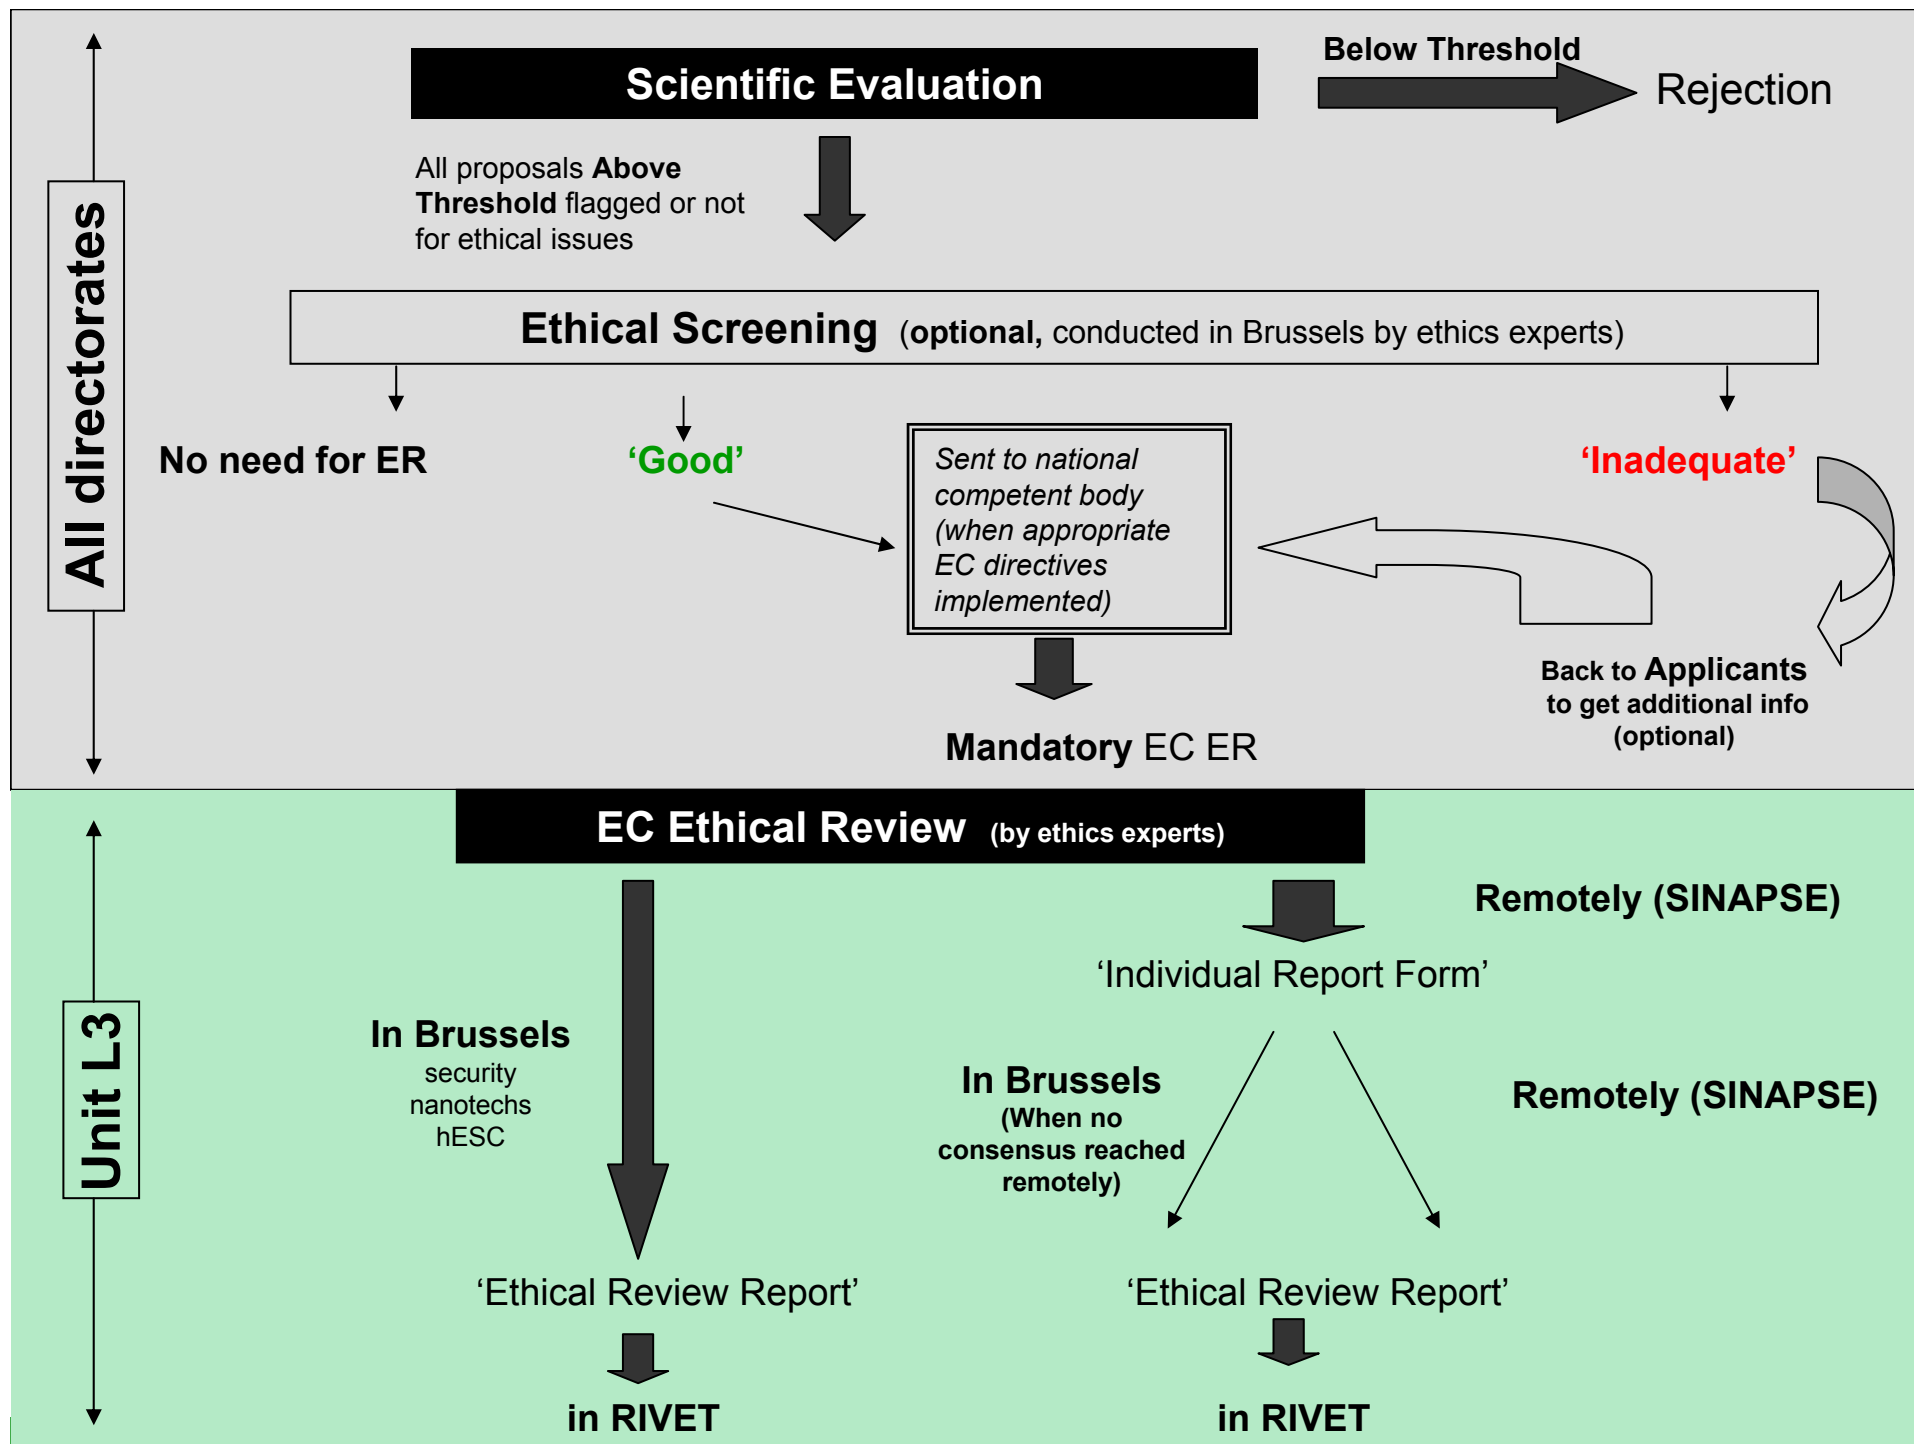 Below Threshold
Scientific Evaluation
Rejection
All proposals Above
Threshold flagged or not
for ethical issues
All directorates
Ethical Screening (optional, conducted in Brussels by ethics experts)
No need for ER
‘Good’
Sent to national
competent body
(when appropriate
EC directives
implemented)
‘Inadequate’
Back to Applicants
to get additional info
(optional)
Mandatory EC ER
EC Ethical Review (by ethics experts)
Unit L3
Remotely (SINAPSE)
‘Individual Report Form’
In Brussels
security
nanotechs
hESC
In Brussels
(When no
consensus reached
remotely)
Remotely (SINAPSE)
‘Ethical Review Report’
‘Ethical Review Report’
in RIVET
in RIVET